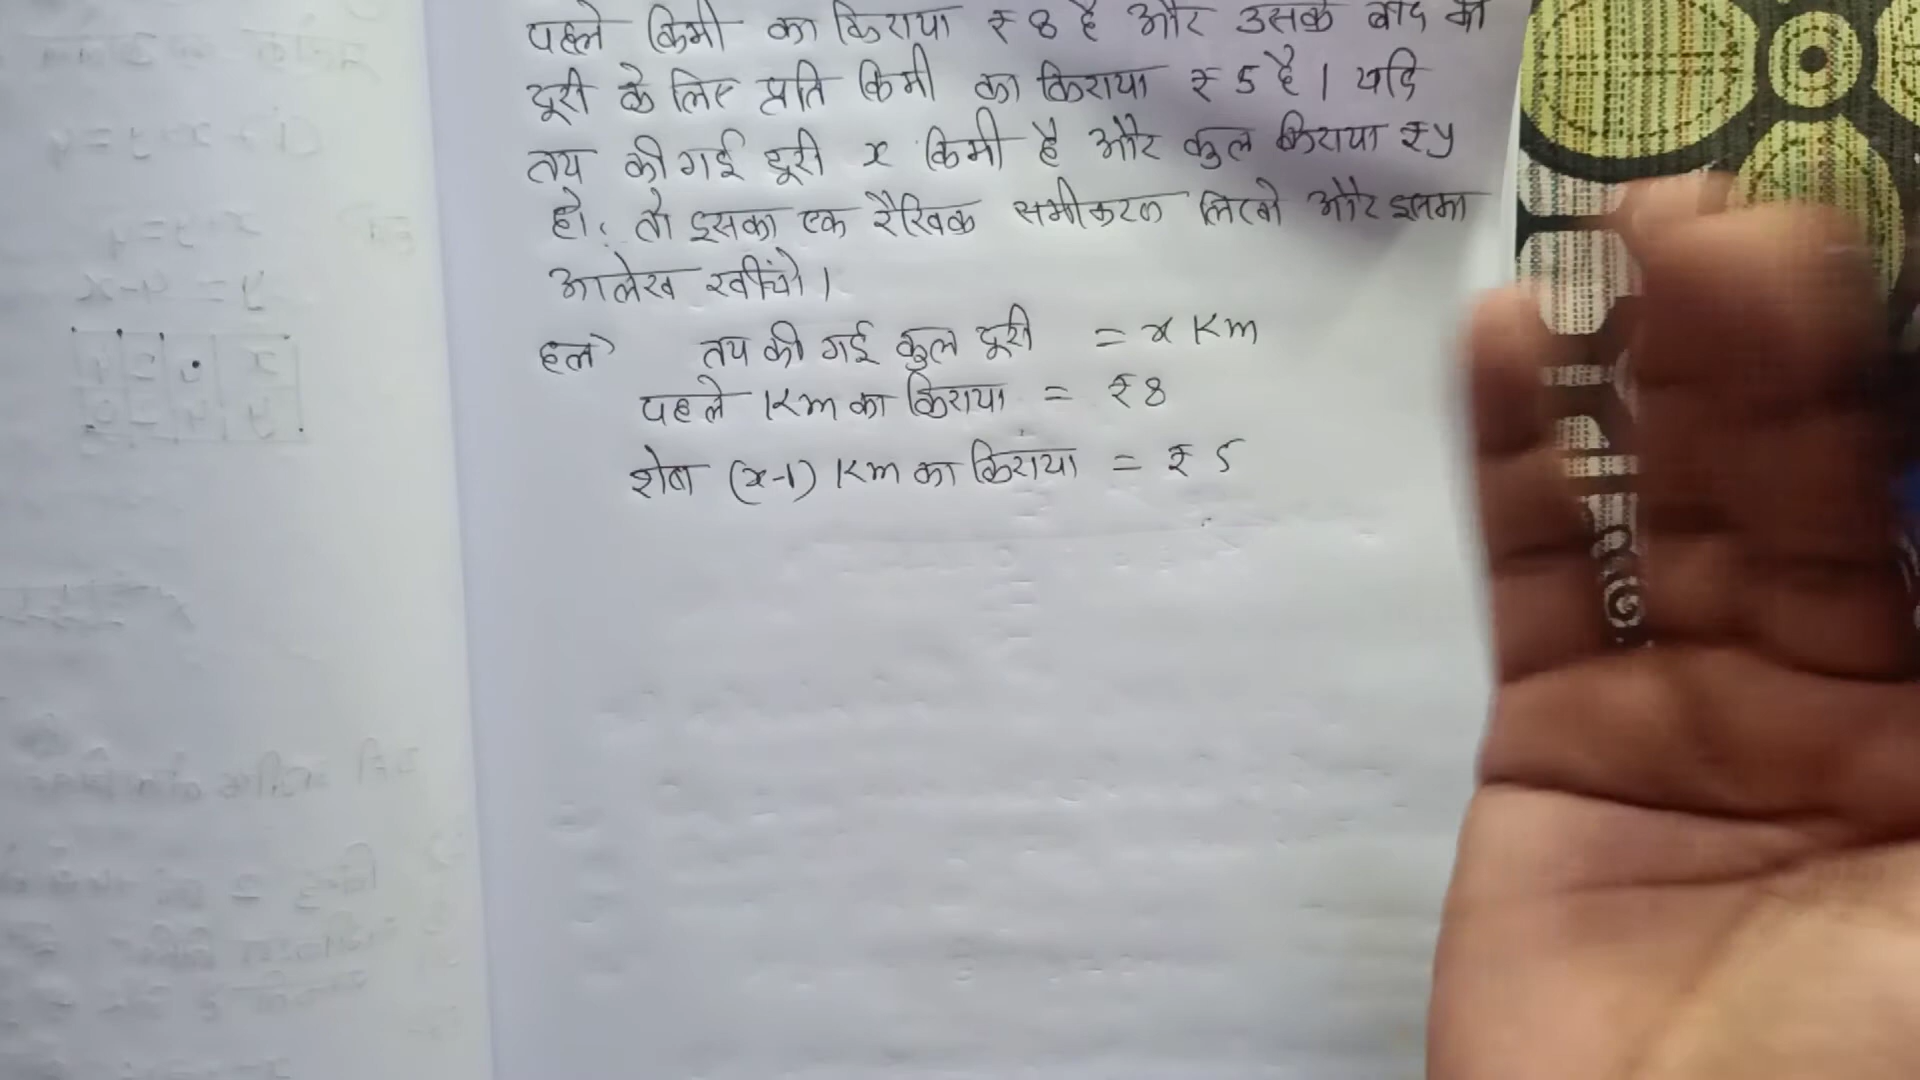 पहले किमी का किराया ₹ 8 है और उसके बाद की
दूरी के लिए प्रति किमी का किराया ₹ 5 है । यदि
तय की गई दूरी x किमी है और कुल किराया ₹y
हो, तो इसका एक रैखिक समीकरण लिखो और इसका
आलेख खींचो ।
हल तय की गई कुल दूरी = x Km
पहले Km का किराया = ₹8
शेष (x-1) Km का किराया = ₹ 5